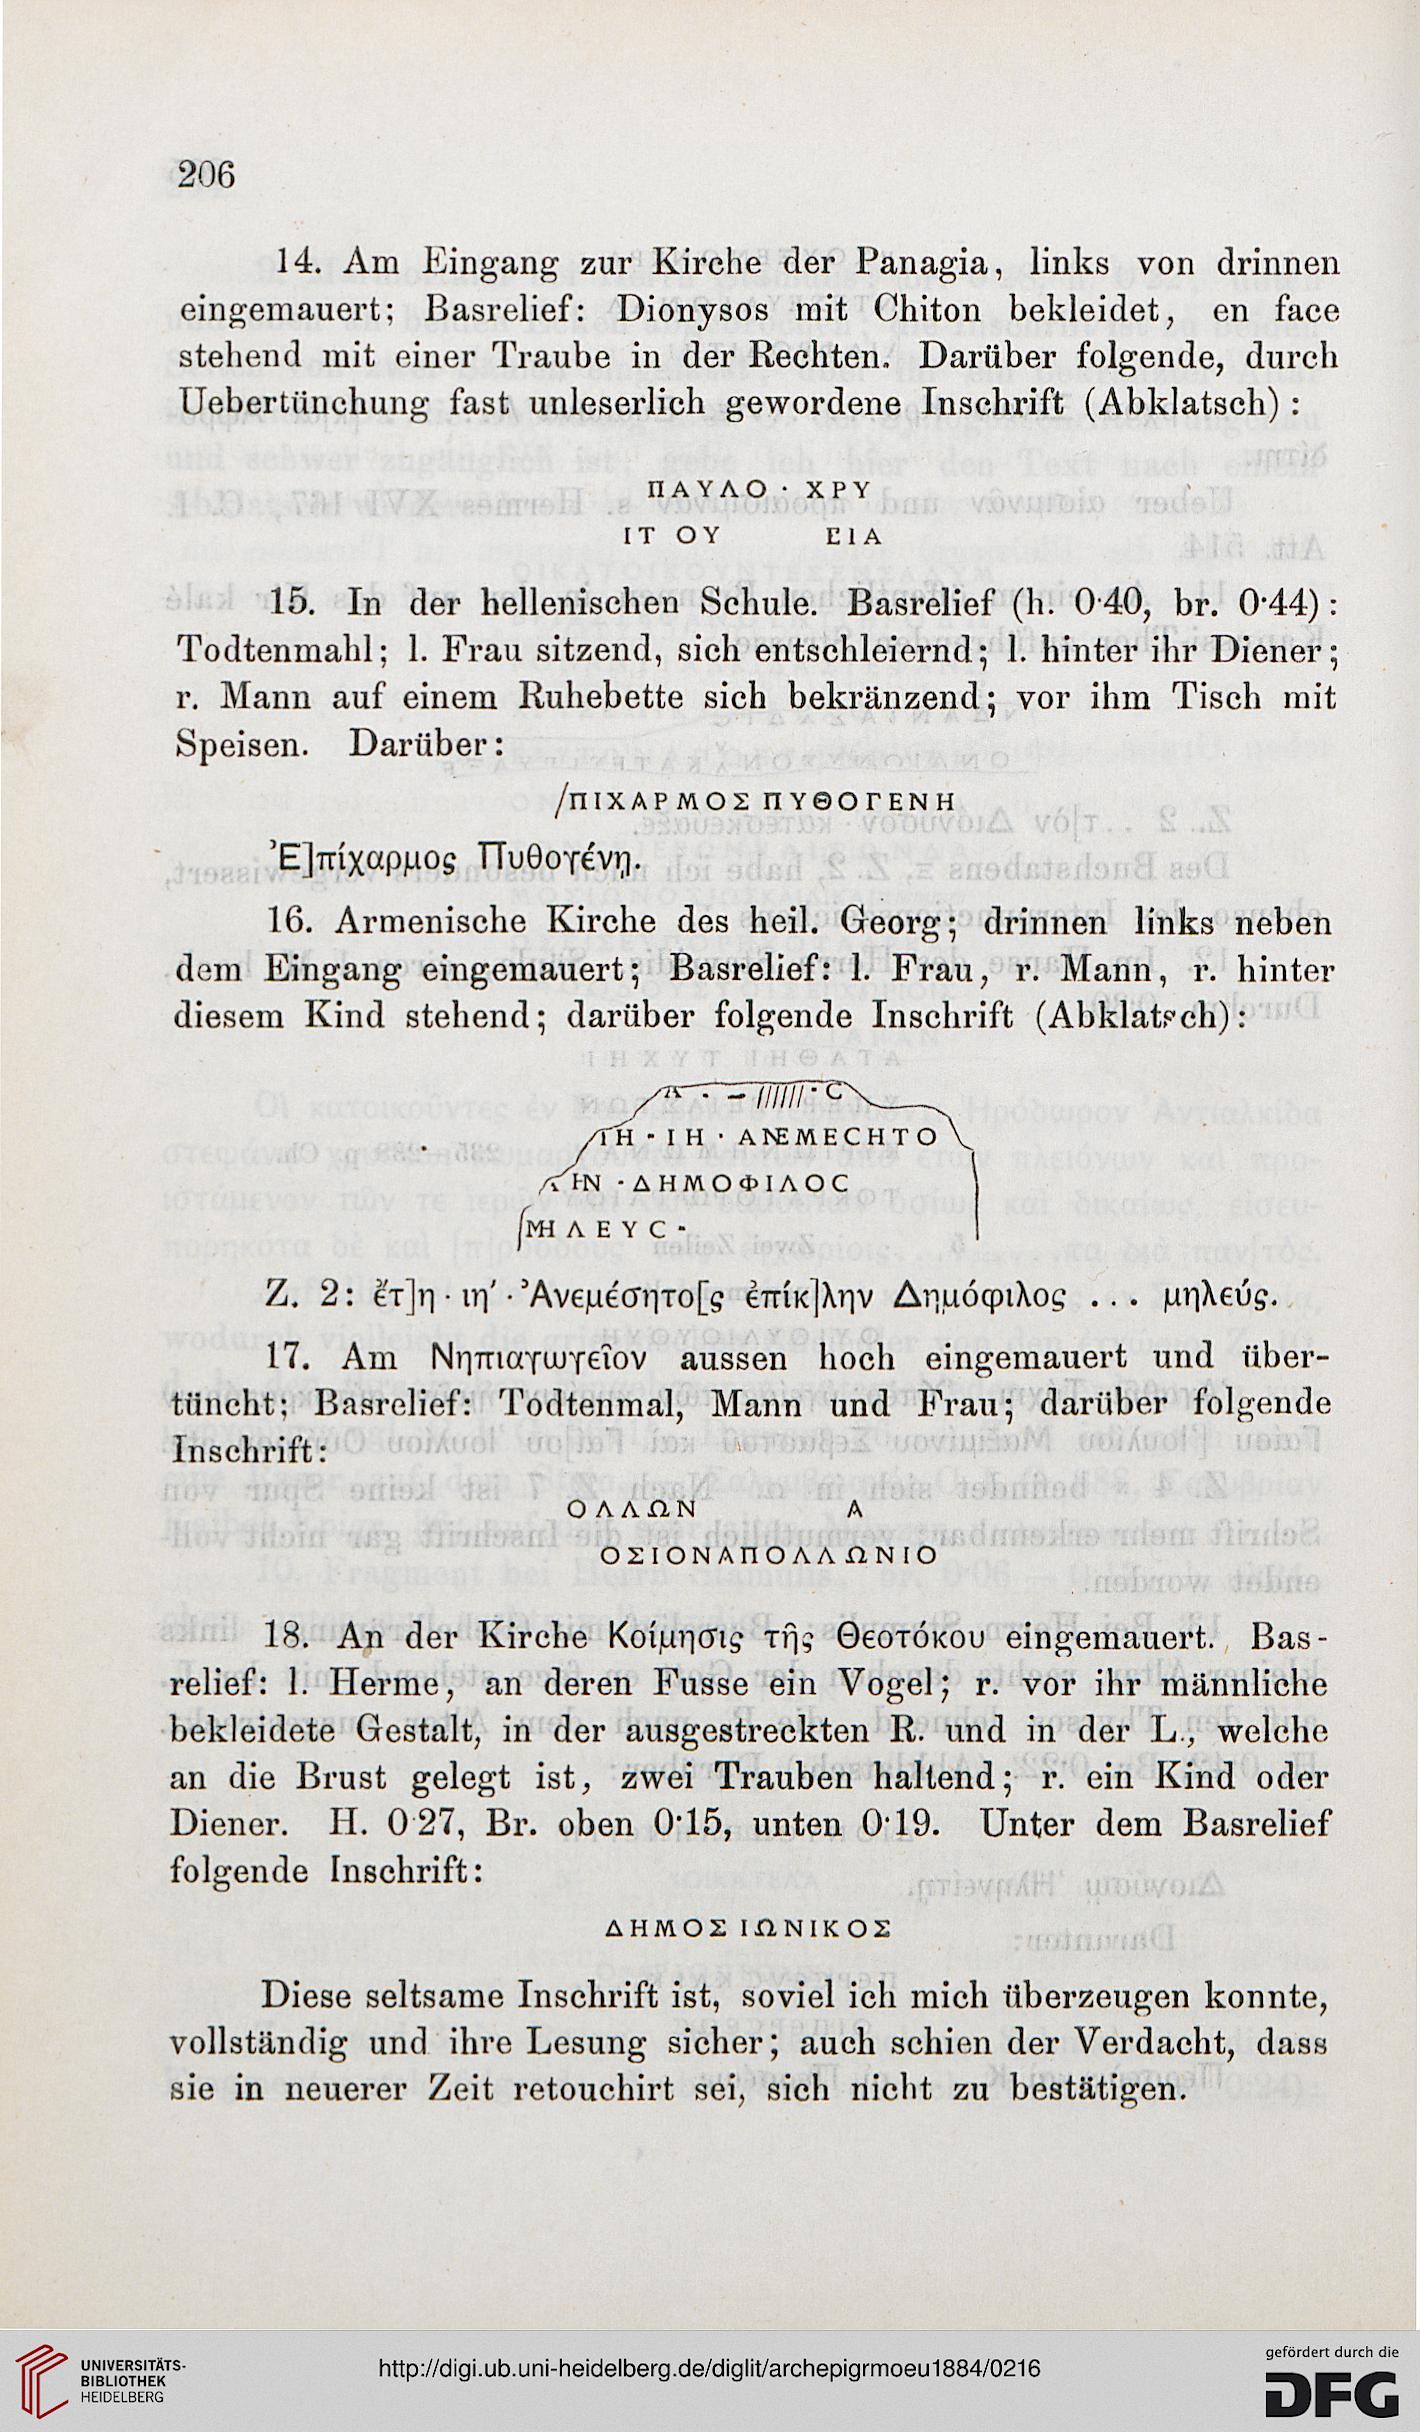 206
14. Am Eingang zur Kirche der Panagia, links von drinnen
eingemauert; Basrelief: Dionysos mit Chiton bekleidet, en face
stehend mit einer Traube in der Rechten. Darüber folgende, durch
Uebertünchung fast unleserlich gewordene Inschrift (Abklatsch):
ΠΑΥΛΟ · ΧΡΥ
ΙΤ ΟΥ ΕΙΑ
15. In der hellenischen Schule. Basrelief (h. 0·40, br. 0·44):
Todtenmahl; l. Frau sitzend, sich entschleiernd; l. hinter ihr Diener;
r. Mann auf einem Ruhebette sich bekränzend; vor ihm Tisch mit
Speisen. Darüber:
/ΠΙΧΑΡΜΟΣ ΠΥΘΟΓΕΝΗ
Ἐ]πίχαρμος Πυθογένῃ.
16. Armenische Kirche des heil. Georg; drinnen links neben
dem Eingang eingemauert; Basrelief: l. Frau, r. Mann, r. hinter
diesem Kind stehend; darüber folgende Inschrift (Abklatsch):
ΤΗ · ΙΗ · ΑΝΕΜΕCΗΤΟ
ΗΝ · ΔΗΜΟΦΙΛΟC
ΜΗΛΕΥC ·
Z. 2: ἔτ]η · ιη' · Ἀνεμέσητο[ς ἐπίκ]λην Δημόφιλος ... μηλεύς.
17. Am Νηπιαγωγεῖον aussen hoch eingemauert und über-
tüncht; Basrelief: Todtenmal, Mann und Frau; darüber folgende
Inschrift:
ΟΛΛΩΝ Α
ΟΣΙΟΝΑΠΟΛΛΩΝΙΟ
18. An der Kirche Κοίμησις τῆς Θεοτόκου eingemauert. Bas-
relief: l. Herme, an deren Fusse ein Vogel; r. vor ihr männliche
bekleidete Gestalt, in der ausgestreckten R. und in der L., welche
an die Brust gelegt ist, zwei Trauben haltend; r. ein Kind oder
Diener. H. 0·27, Br. oben 0·15, unten 0·19. Unter dem Basrelief
folgende Inschrift:
ΔΗΜΟΣ ΙΩΝΙΚΟΣ
Diese seltsame Inschrift ist, soviel ich mich überzeugen konnte,
vollständig und ihre Lesung sicher; auch schien der Verdacht, dass
sie in neuerer Zeit retouchirt sei, sich nicht zu bestätigen.
UNIVERSITÄTS-
BIBLIOTHEK
HEIDELBERG
http://digi.ub.uni-heidelberg.de/diglit/archepigrmoeu1884/0216
gefördert durch die
DFG